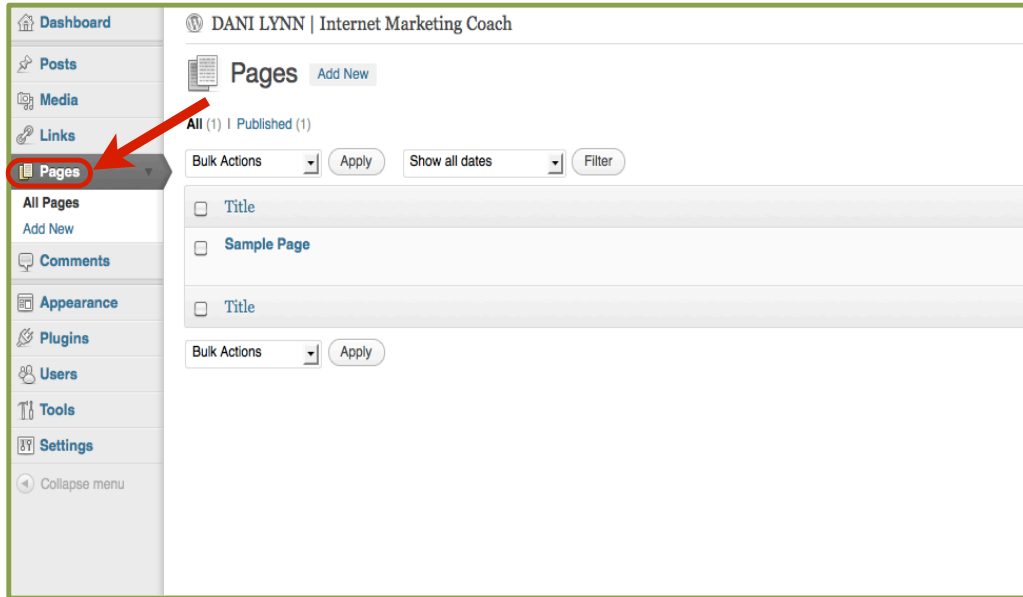 Dashboard
Posts
Media
Links
Pages
All Pages
Add New
Comments
Appearance
Plugins
Users
Tools
Settings
Collapse menu
DANI LYNN | Internet Marketing Coach
Pages Add New
All (1) | Published (1)
Bulk Actions Apply Show all dates Filter
Title
Sample Page
Title
Bulk Actions Apply